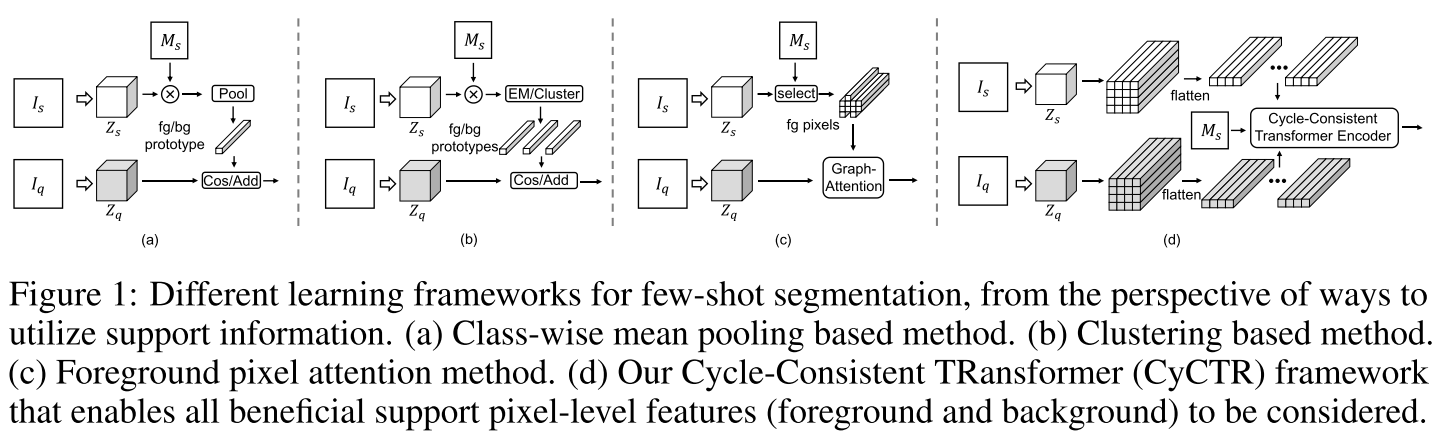 M_s
I_s
Z_s
Pool
fg/bg
prototype
I_q
Z_q
Cos/Add
(a)
M_s
I_s
Z_s
EM/Cluster
fg/bg
prototypes
I_q
Z_q
Cos/Add
(b)
M_s
I_s
Z_s
select
fg pixels
I_q
Z_q
Graph-
Attention
(c)
I_s
Z_s
flatten
M_s
Cycle-Consistent
Transformer Encoder
I_q
Z_q
flatten
(d)
Figure 1: Different learning frameworks for few-shot segmentation, from the perspective of ways to
utilize support information. (a) Class-wise mean pooling based method. (b) Clustering based method.
(c) Foreground pixel attention method. (d) Our Cycle-Consistent TRansformer (CyCTR) framework
that enables all beneficial support pixel-level features (foreground and background) to be considered.